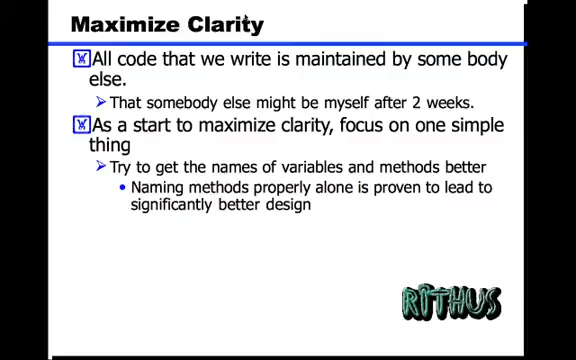 Maximize Clarity
All code that we write is maintained by some body
else.
That somebody else might be myself after 2 weeks.
As a start to maximize clarity, focus on one simple
thing
Try to get the names of variables and methods better
Naming methods properly alone is proven to lead to
significantly better design
RITHUS